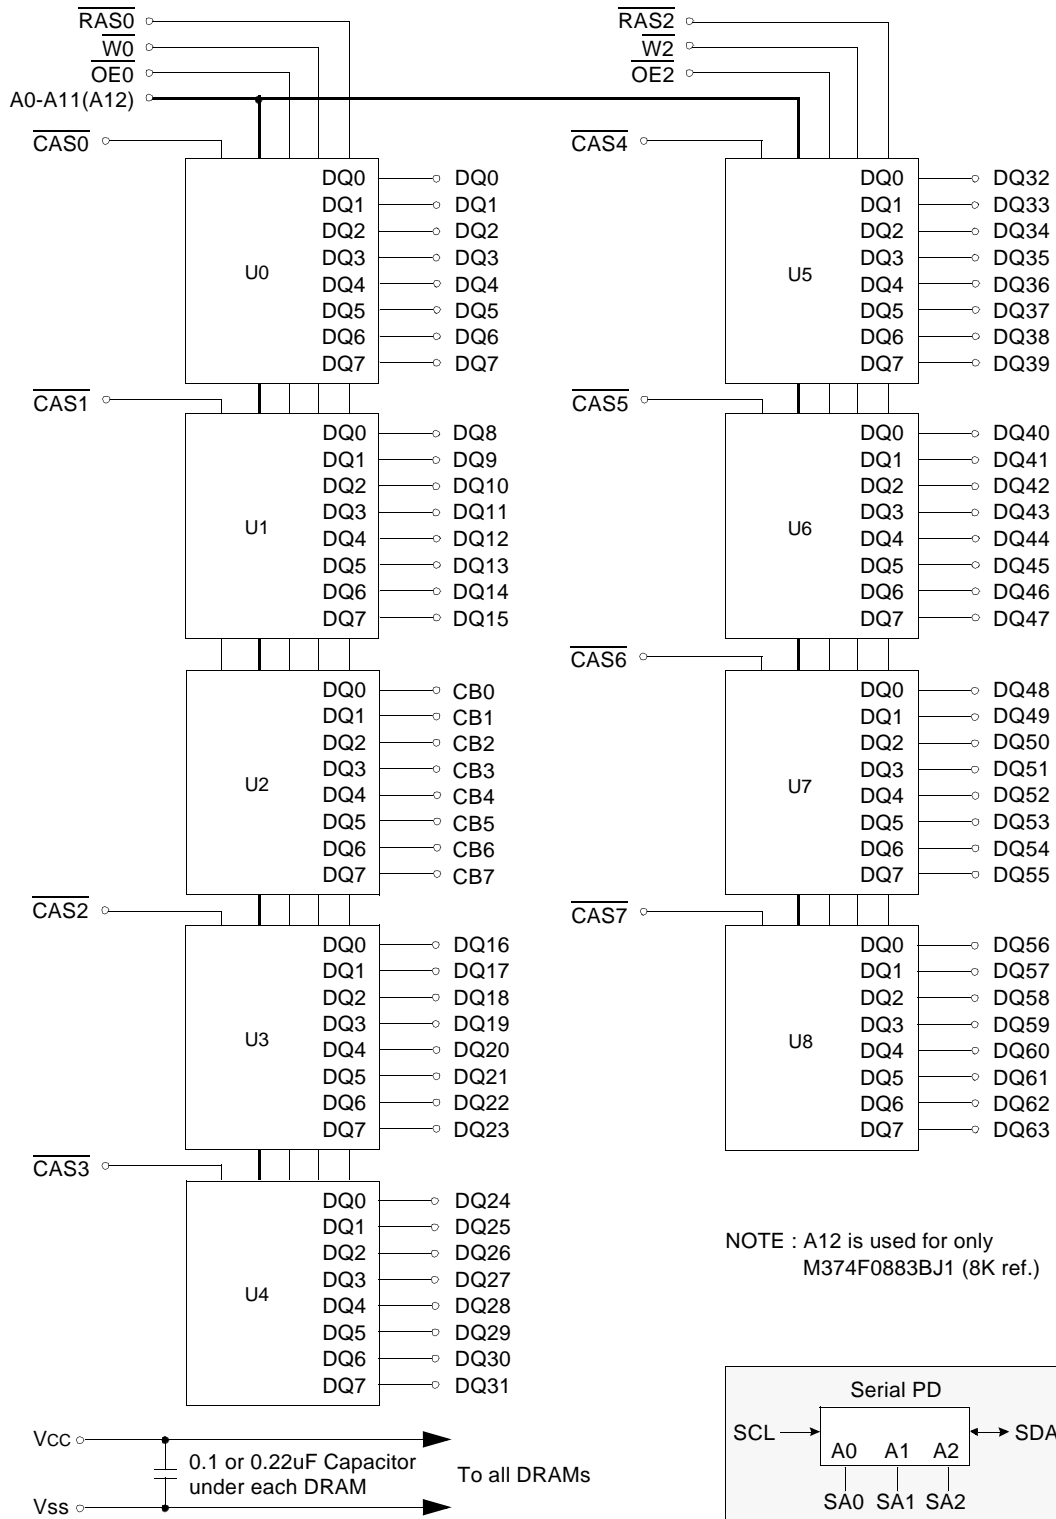 RAS0
W0
OE0
A0-A11(A12)
CAS0
DQ0 DQ0
DQ1 DQ1
DQ2 DQ2
DQ3 DQ3
DQ4 DQ4
DQ5 DQ5
DQ6 DQ6
DQ7 DQ7
U0
CAS1
DQ0 DQ8
DQ1 DQ9
DQ2 DQ10
DQ3 DQ11
DQ4 DQ12
DQ5 DQ13
DQ6 DQ14
DQ7 DQ15
U1
DQ0 CB0
DQ1 CB1
DQ2 CB2
DQ3 CB3
DQ4 CB4
DQ5 CB5
DQ6 CB6
DQ7 CB7
U2
CAS2
DQ0 DQ16
DQ1 DQ17
DQ2 DQ18
DQ3 DQ19
DQ4 DQ20
DQ5 DQ21
DQ6 DQ22
DQ7 DQ23
U3
CAS3
DQ0 DQ24
DQ1 DQ25
DQ2 DQ26
DQ3 DQ27
DQ4 DQ28
DQ5 DQ29
DQ6 DQ30
DQ7 DQ31
U4
Vcc
0.1 or 0.22uF Capacitor
under each DRAM
To all DRAMs
Vss
RAS2
W2
OE2
CAS4
DQ0 DQ32
DQ1 DQ33
DQ2 DQ34
DQ3 DQ35
DQ4 DQ36
DQ5 DQ37
DQ6 DQ38
DQ7 DQ39
U5
CAS5
DQ0 DQ40
DQ1 DQ41
DQ2 DQ42
DQ3 DQ43
DQ4 DQ44
DQ5 DQ45
DQ6 DQ46
DQ7 DQ47
U6
CAS6
DQ0 DQ48
DQ1 DQ49
DQ2 DQ50
DQ3 DQ51
DQ4 DQ52
DQ5 DQ53
DQ6 DQ54
DQ7 DQ55
U7
CAS7
DQ0 DQ56
DQ1 DQ57
DQ2 DQ58
DQ3 DQ59
DQ4 DQ60
DQ5 DQ61
DQ6 DQ62
DQ7 DQ63
U8
NOTE : A12 is used for only
M374F0883BJ1 (8K ref.)
Serial PD
SCL SDA
A0 A1 A2
SA0 SA1 SA2